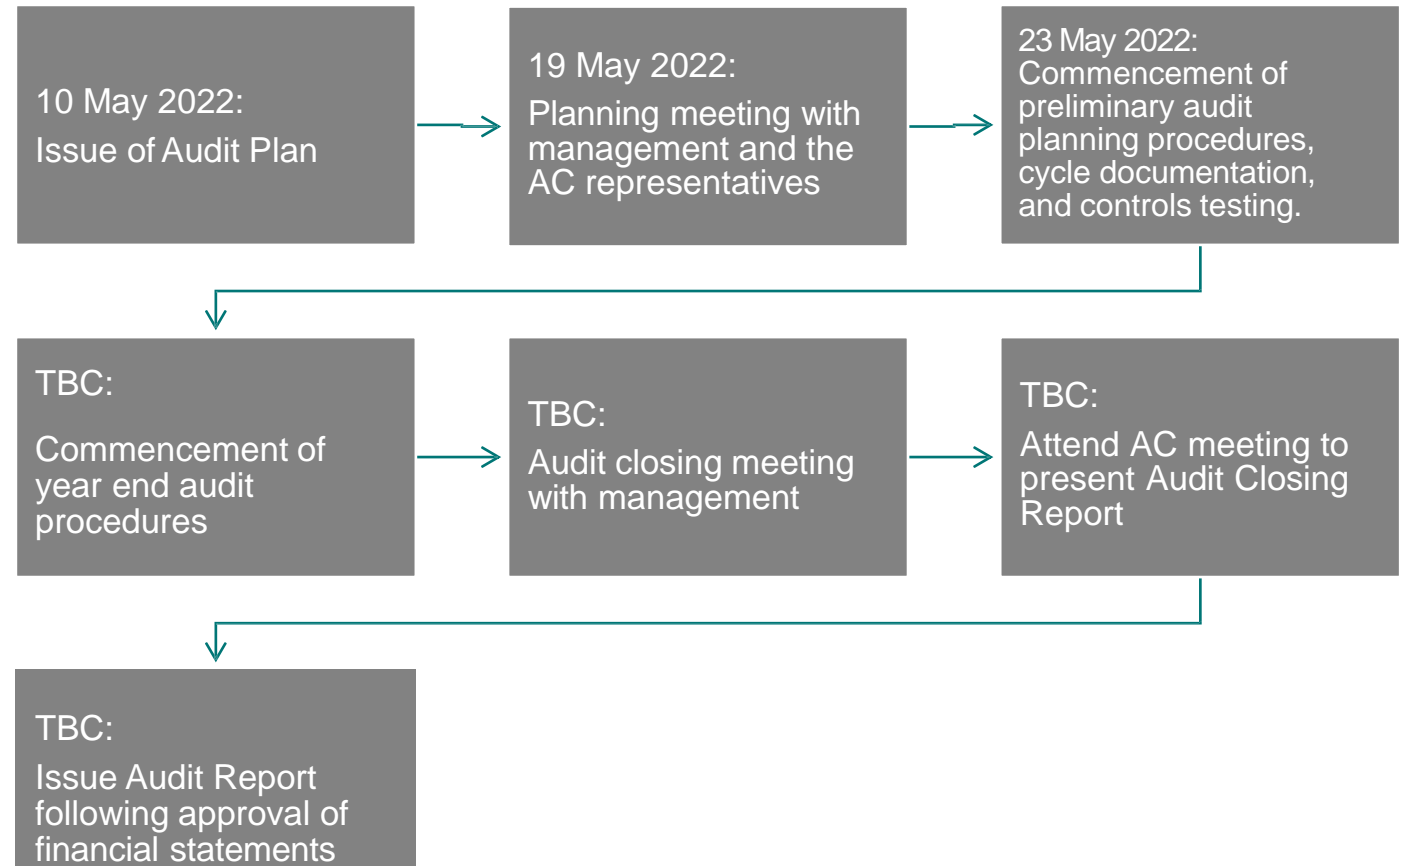 10 May 2022:
Issue of Audit Plan
19 May 2022:
Planning meeting with
management and the
AC representatives
23 May 2022:
Commencement of
preliminary audit
planning procedures,
cycle documentation,
and controls testing.
TBC:
Commencement of
year end audit
procedures
TBC:
Audit closing meeting
with management
TBC:
Attend AC meeting to
present Audit Closing
Report
TBC:
Issue Audit Report
following approval of
financial statements